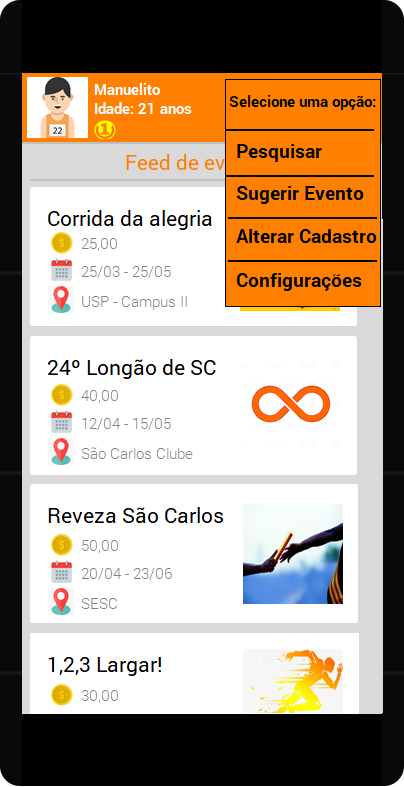 Manuelito
Idade: 21 anos
1
22
Selecione uma opção:
Pesquisar
Sugerir Evento
Alterar Cadastro
Configurações
Feed de ev
Corrida da alegria
$ 25,00
25/03 - 25/05
USP - Campus II
24º Longão de SC
$ 40,00
12/04 - 15/05
São Carlos Clube
Reveza São Carlos
$ 50,00
20/04 - 23/06
SESC
1,2,3 Largar!
$ 30,00